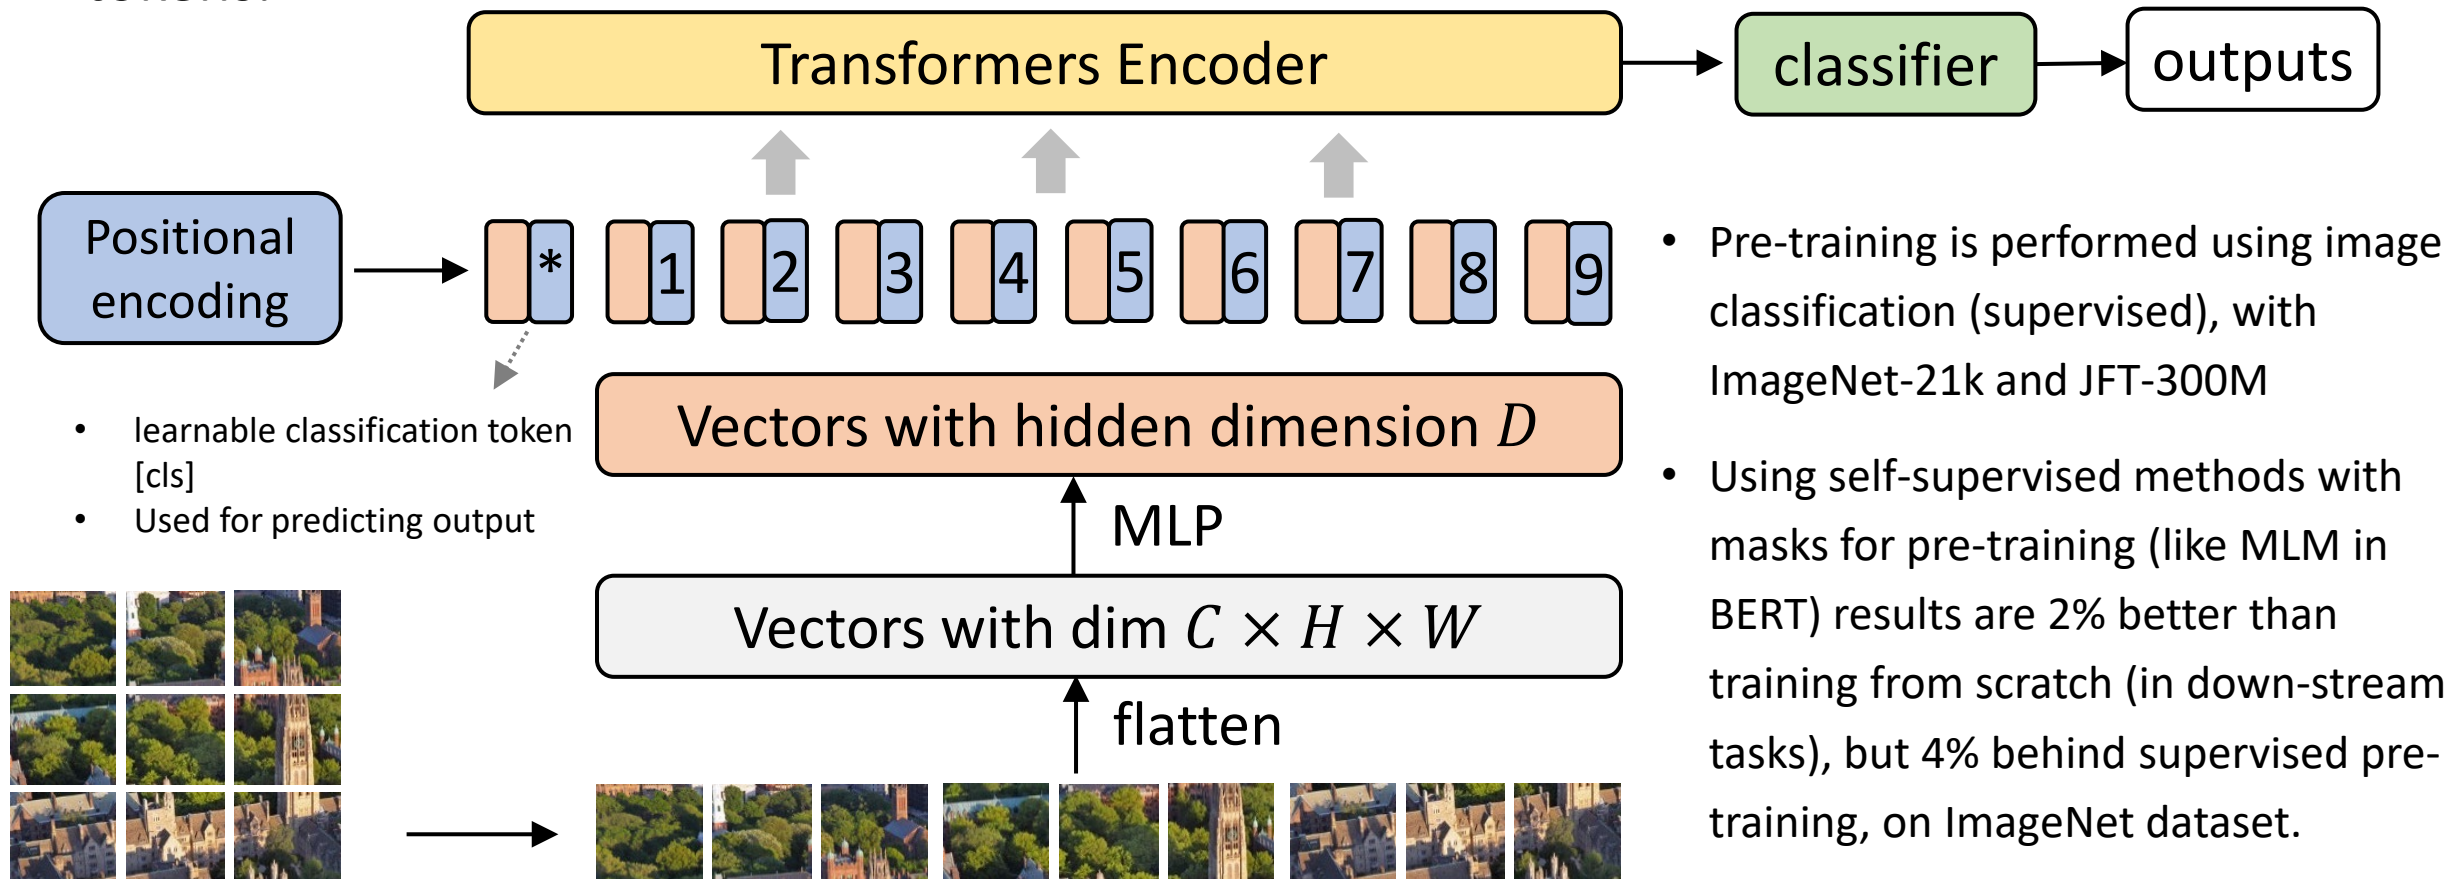 Transformers Encoder
classifier
outputs
Positional
encoding
* 1 2 3 4 5 6 7 8 9
• learnable classification token
[cls]
• Used for predicting output
Vectors with hidden dimension D
MLP
Vectors with dim C × H × W
flatten
• Pre-training is performed using image
classification (supervised), with
ImageNet-21k and JFT-300M
• Using self-supervised methods with
masks for pre-training (like MLM in
BERT) results are 2% better than
training from scratch (in down-stream
tasks), but 4% behind supervised pre-
training, on ImageNet dataset.